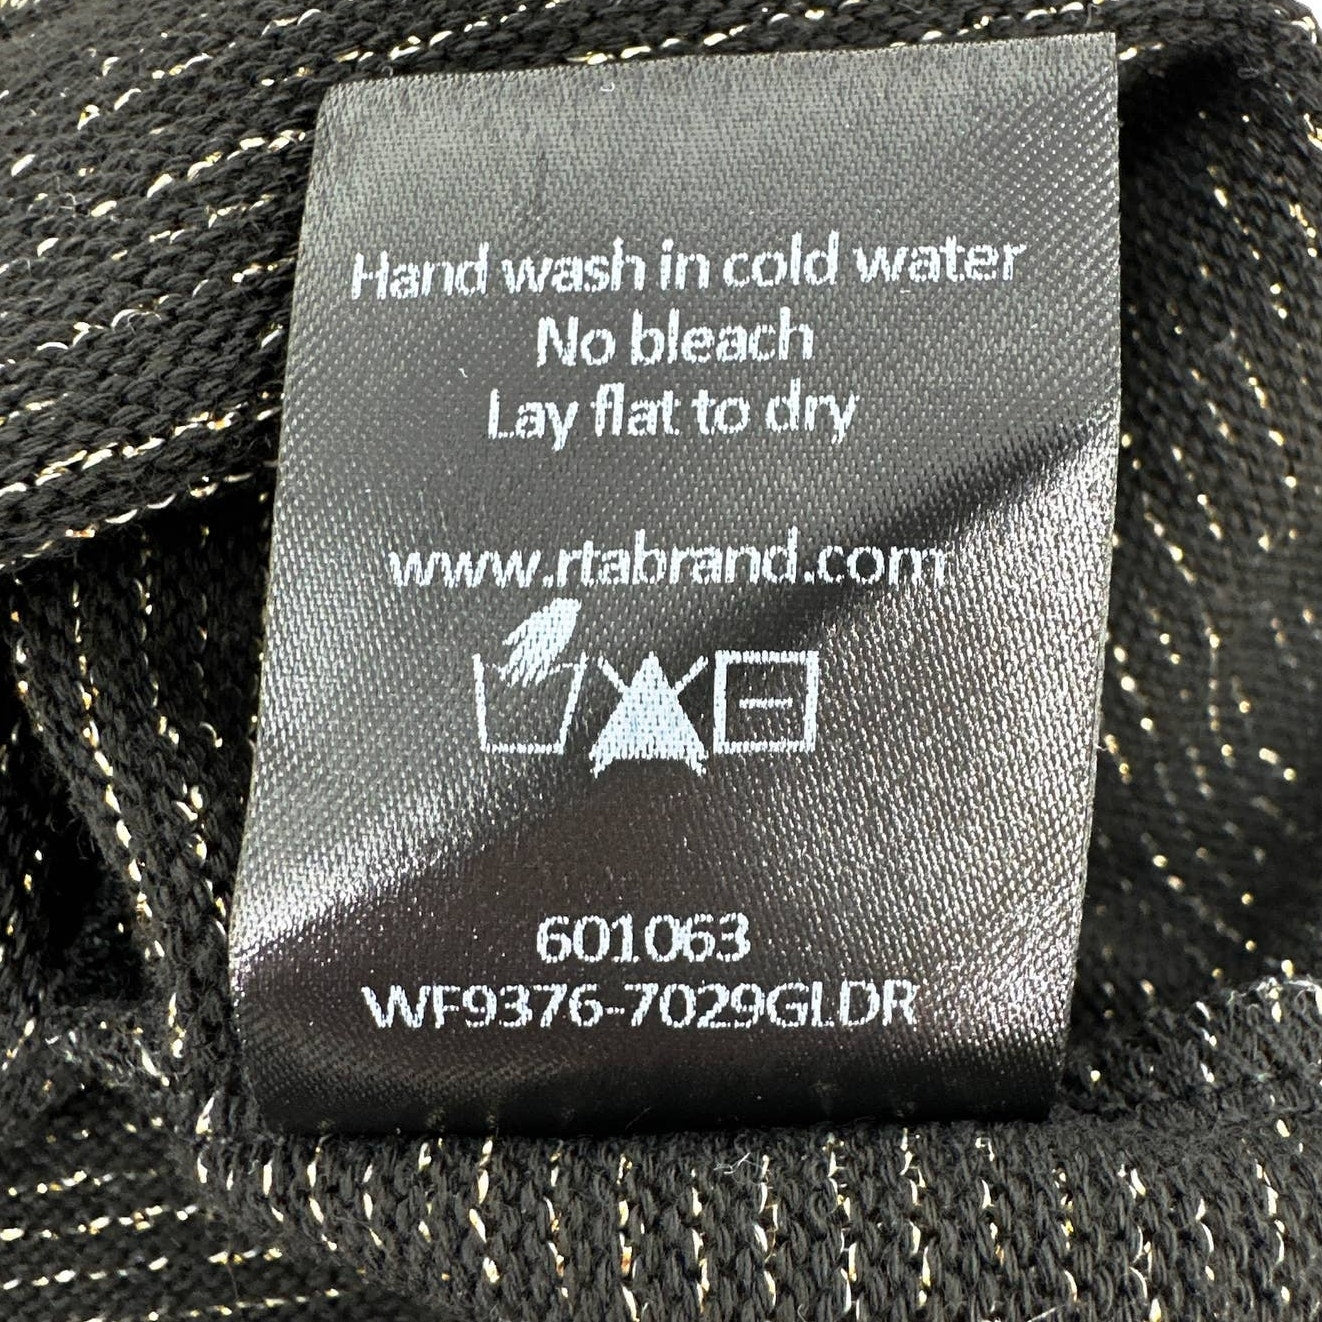 Hand wash in cold water
No bleach
Lay flat to dry
www.rtabrand.com
601063
WF9376-7029GLDR